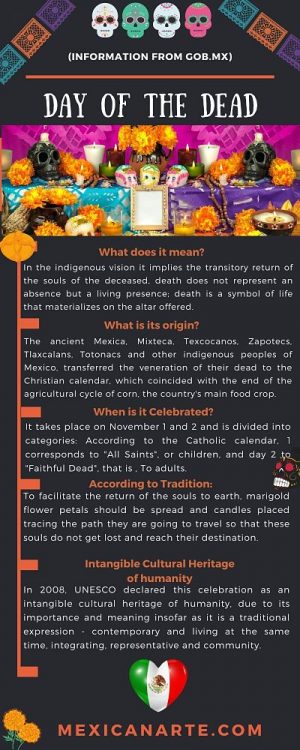 (INFORMATION FROM GOB.MX)
DAY OF THE DEAD
What does it mean?
In the indigenous vision it implies the transitory return of
the souls of the deceased, death does not represent an
absence but a living presence; death is a symbol of life
that materializes on the altar offered.
What is its origin?
The ancient Mexica, Mixteca, Texcocanos, Zapotecs,
Tlaxcalans, Totonacs and other indigenous peoples of
Mexico, transferred the veneration of their dead to the
Christian calendar, which coincided with the end of the
agricultural cycle of corn, the country's main food crop.
When is it Celebrated?
It takes place on November 1 and 2 and is divided into
categories: According to the Catholic calendar, 1
corresponds to "All Saints", or children, and day 2 to
"Faithful Dead", that is , To adults.
According to Tradition:
To facilitate the return of the souls to earth, marigold
flower petals should be spread and candles placed
tracing the path they are going to travel so that these
souls do not get lost and reach their destination.
Intangible Cultural Heritage
of humanity
In 2008, UNESCO declared this celebration as an
intangible cultural heritage of humanity, due to its
importance and meaning insofar as it is a traditional
expression - contemporary and living at the same
time, integrating, representative and community.
MEXICANARTE.COM